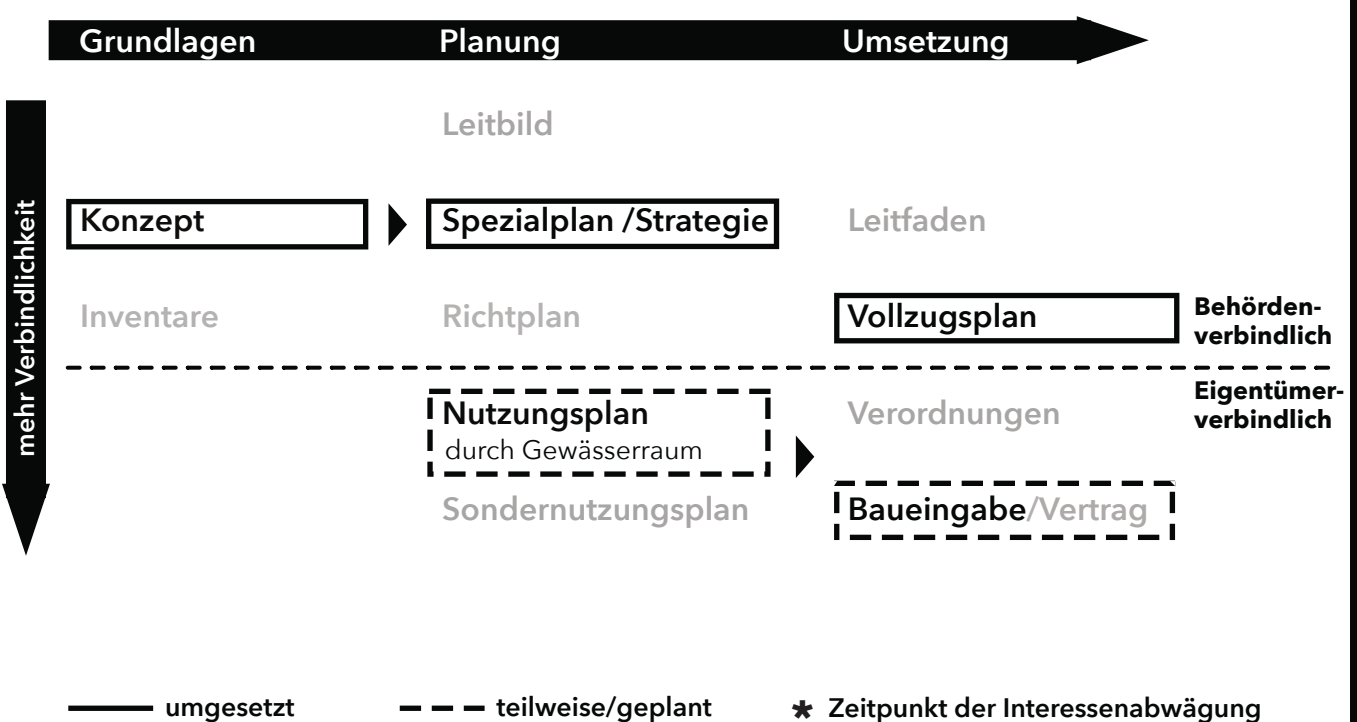 Grundlagen Planung Umsetzung
mehr Verbindlichkeit
Leitbild
Konzept Spezialplan /Strategie Leitfaden
Inventare Richtplan Vollzugsplan
Behörden-
verbindlich
Eigentümer-
verbindlich
Nutzungsplan Verordnungen
durch Gewässerraum
Sondernutzungsplan Baueingabe/Vertrag
umgesetzt teilweise/geplant * Zeitpunkt der Interessenabwägung